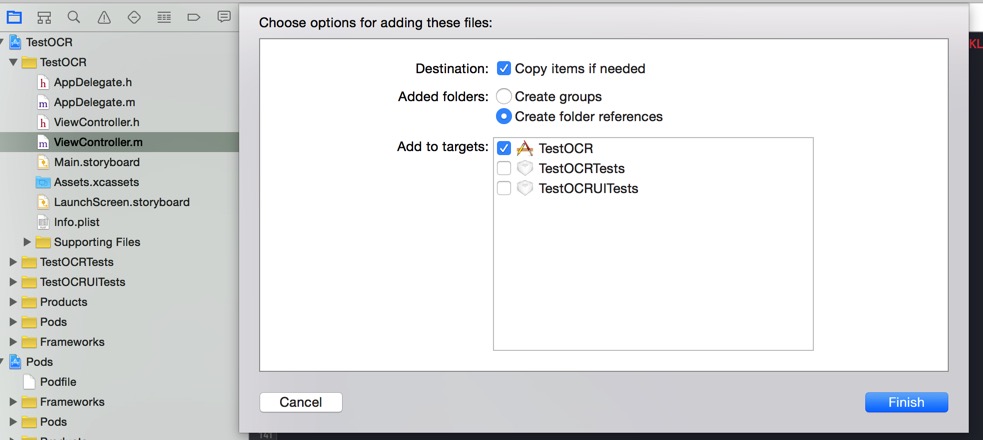 TestOCR
TestOCR
h AppDelegate.h
m AppDelegate.m
h ViewController.h
m ViewController.m
Main.storyboard
Assets.xcassets
LaunchScreen.storyboard
Info.plist
Supporting Files
TestOCRTests
TestOCRUITests
Products
Pods
Frameworks
Pods
Podfile
Frameworks
Pods
Choose options for adding these files:
Destination: Copy items if needed
Added folders: Create groups
Create folder references
Add to targets: TestOCR
TestOCRTests
TestOCRUITests
Cancel Finish
KL
141